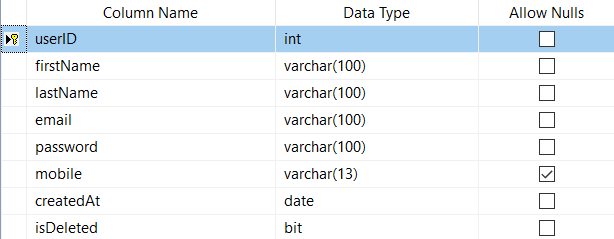 Column Name Data Type Allow Nulls
userID int
firstName varchar(100)
lastName varchar(100)
email varchar(100)
password varchar(100)
mobile varchar(13)
createdAt date
isDeleted bit